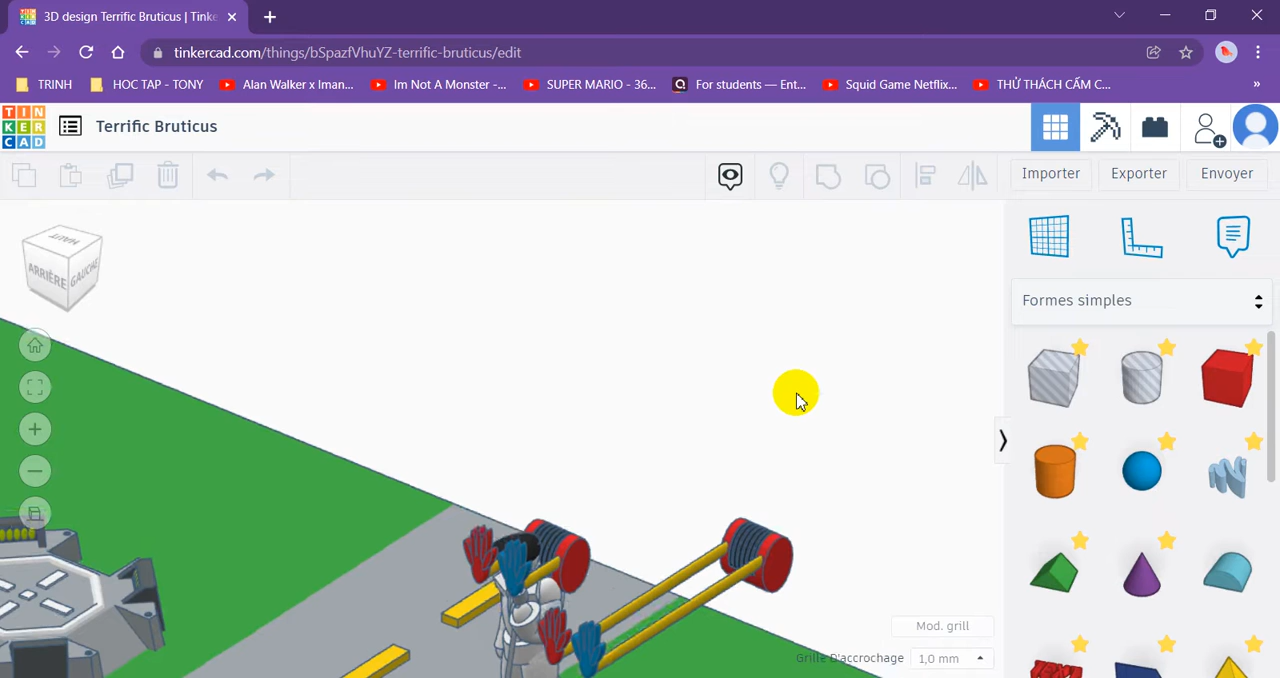 3D design Terrific Bruticus | Tinke
tinkercad.com/things/bSpazfVhuYZ-terrific-bruticus/edit
TRINH
HOC TAP - TONY
Alan Walker x Iman...
Im Not A Monster -...
SUPER MARIO - 36...
For students — Ent...
Squid Game Netflix...
THỬ THÁCH CẤM C...
TIN
KER
CAD
Terrific Bruticus
Importer
Exporter
Envoyer
HAUT
ARRIÈRE
GAUCHE
Formes simples
Mod. grill
Grille D'accrochage
1,0 mm